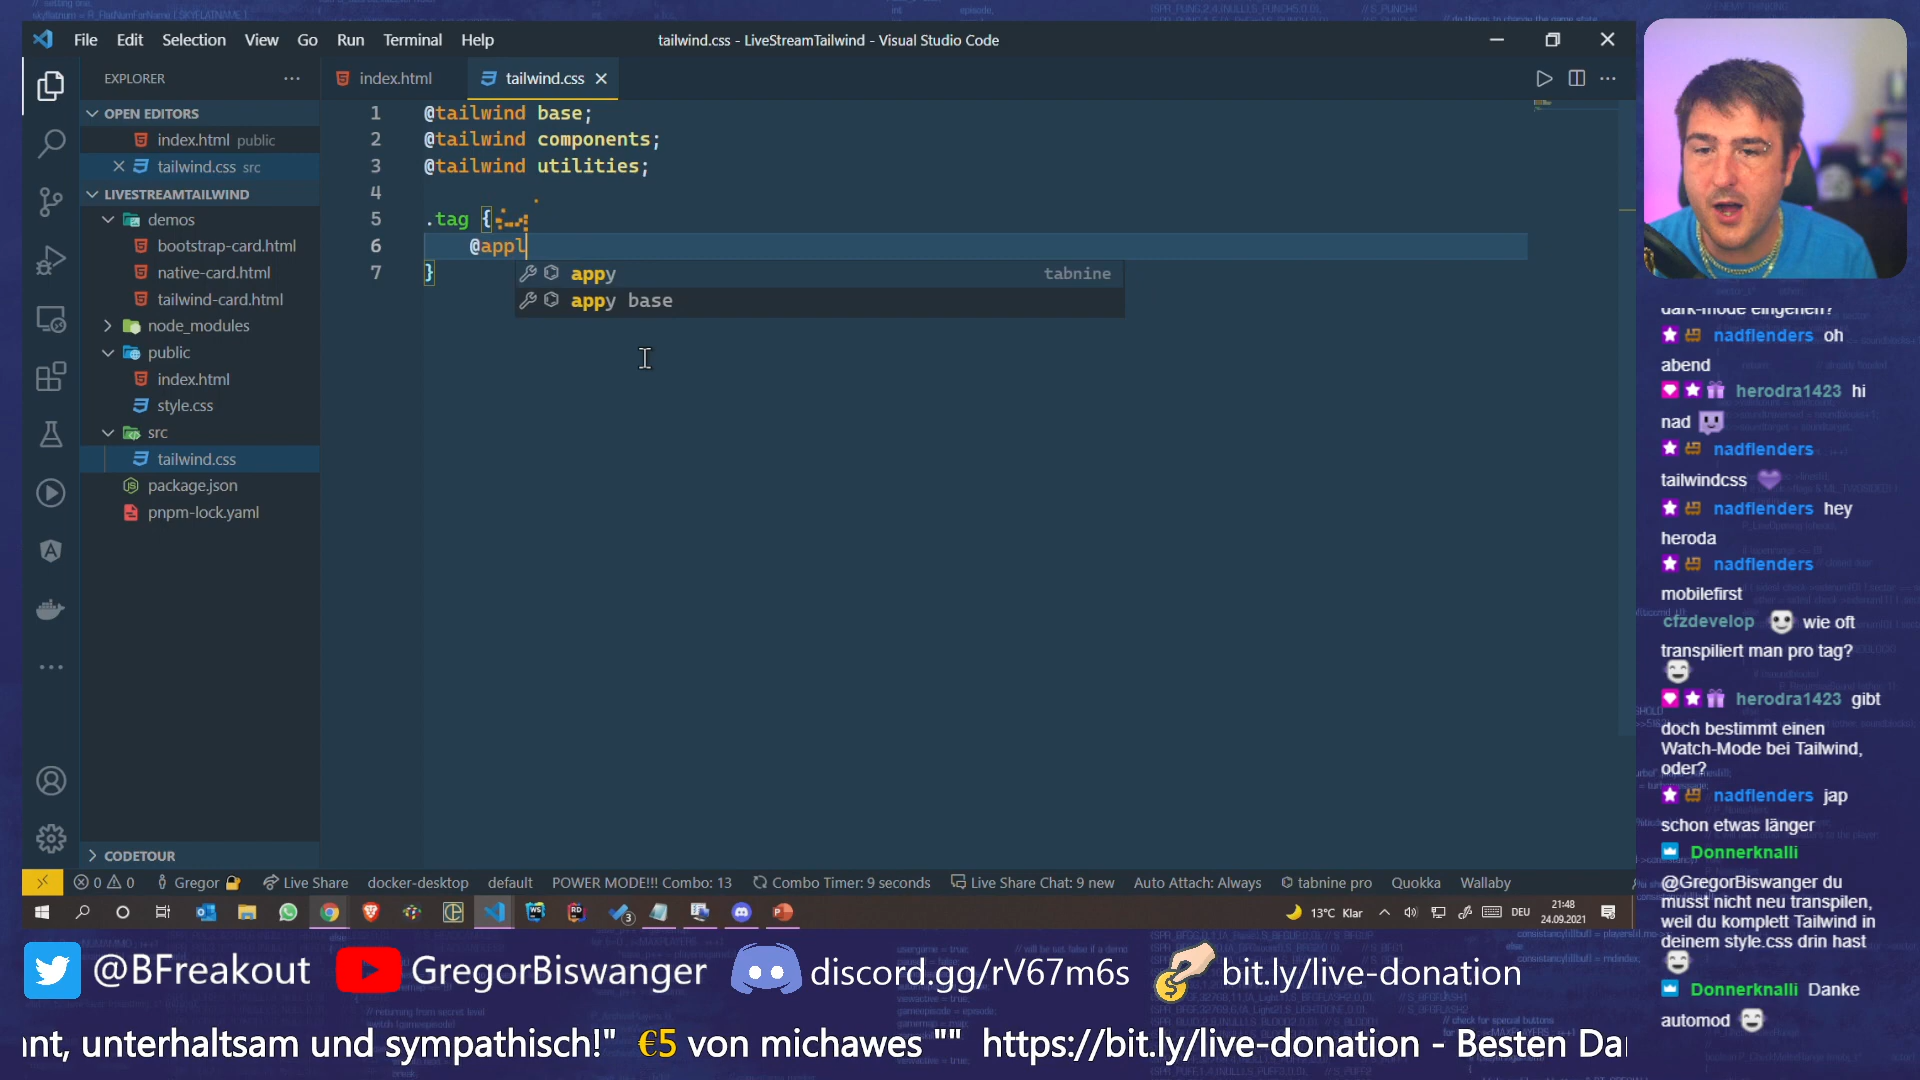 File Edit Selection View Go Run Terminal Help
tailwind.css - LiveStreamTailwind - Visual Studio Code
EXPLORER
index.html
tailwind.css
OPEN EDITORS
index.html public
tailwind.css src
LIVESTREAMTAILWIND
demos
bootstrap-card.html
native-card.html
tailwind-card.html
node_modules
public
index.html
style.css
src
tailwind.css
package.json
pnpm-lock.yaml
CODETOUR
1 @tailwind base;
2 @tailwind components;
3 @tailwind utilities;
4
5 .tag {
6 @appl
7 }
appy tabnine
appy base
0 0 Gregor Live Share docker-desktop default POWER MODE!!! Combo: 13 Combo Timer: 9 seconds Live Share Chat: 9 new Auto Attach: Always tabnine pro Quokka Wallaby
3
13°C Klar
DEU
21:48
24.09.2021
dark-mode eingehen?
nadflenders oh
abend
herodra1423 hi
nad
nadflenders
tailwindcss
nadflenders hey
heroda
nadflenders
mobilefirst
cfzdevelop wie oft
transpiliert man pro tag?
herodra1423 gibt
doch bestimmt einen
Watch-Mode bei Tailwind,
oder?
nadflenders jap
schon etwas länger
Donnerknalli
@GregorBiswanger du
musst nicht neu transpilen,
weil du komplett Tailwind in
deinem style.css drin hast
Donnerknalli Danke
automod
@BFreakout GregorBiswanger discord.gg/rV67m6s bit.ly/live-donation
nt, unterhaltsam und sympathisch!" €5 von michawes "" https://bit.ly/live-donation - Besten Da